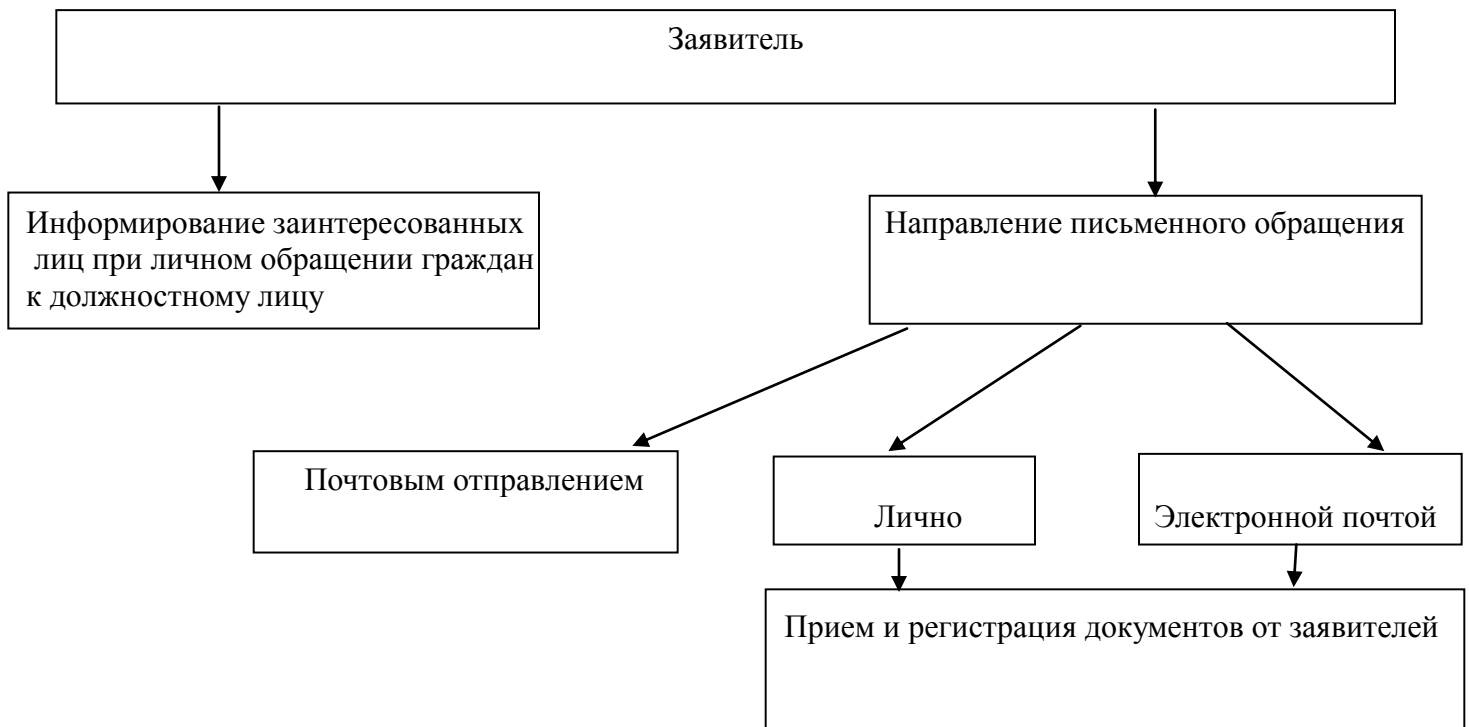 Заявитель
Информирование заинтересованных
лиц при личном обращении граждан
к должностному лицу
Направление письменного обращения
Почтовым отправлением
Лично
Электронной почтой
Прием и регистрация документов от заявителей